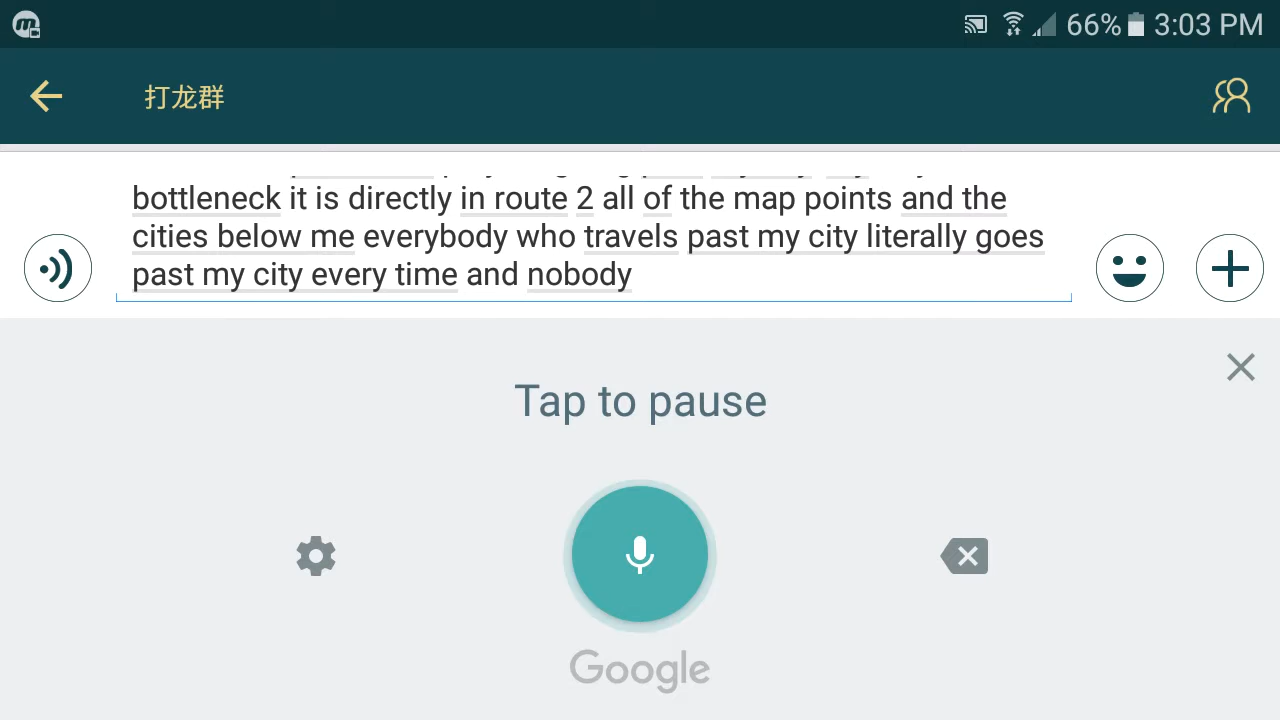 66% 3:03 PM
打龙群
bottleneck it is directly in route 2 all of the map points and the
cities below me everybody who travels past my city literally goes
past my city every time and nobody
Tap to pause
Google